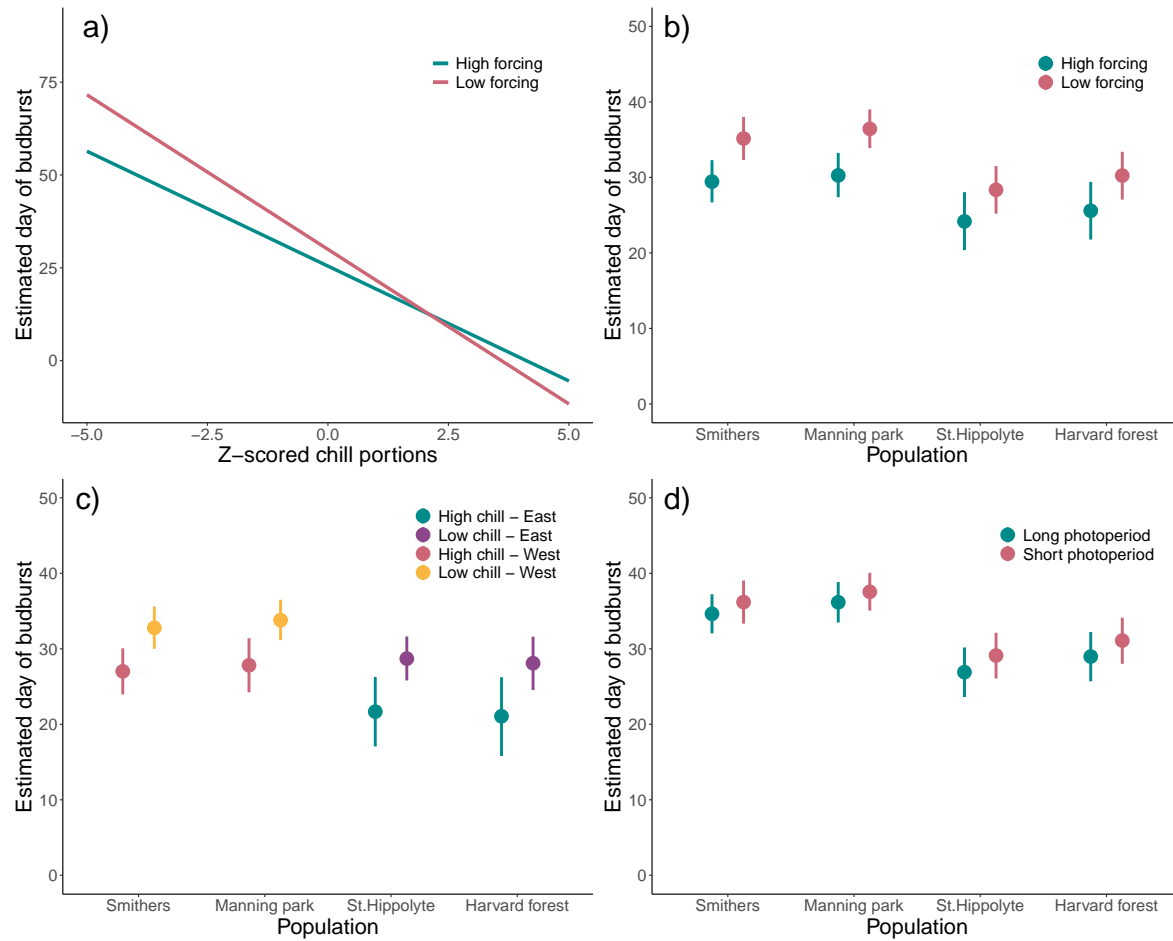 a)
High forcing
Low forcing
75
50
25
0
−5.0 −2.5 0.0 2.5 5.0
Z−scored chill portions
Estimated day of budburst
b)
High forcing
Low forcing
50
40
30
20
10
0
Smithers Manning park St.Hippolyte Harvard forest
Population
Estimated day of budburst
c)
High chill − East
Low chill − East
High chill − West
Low chill − West
50
40
30
20
10
0
Smithers Manning park St.Hippolyte Harvard forest
Population
Estimated day of budburst
d)
Long photoperiod
Short photoperiod
50
40
30
20
10
0
Smithers Manning park St.Hippolyte Harvard forest
Population
Estimated day of budburst